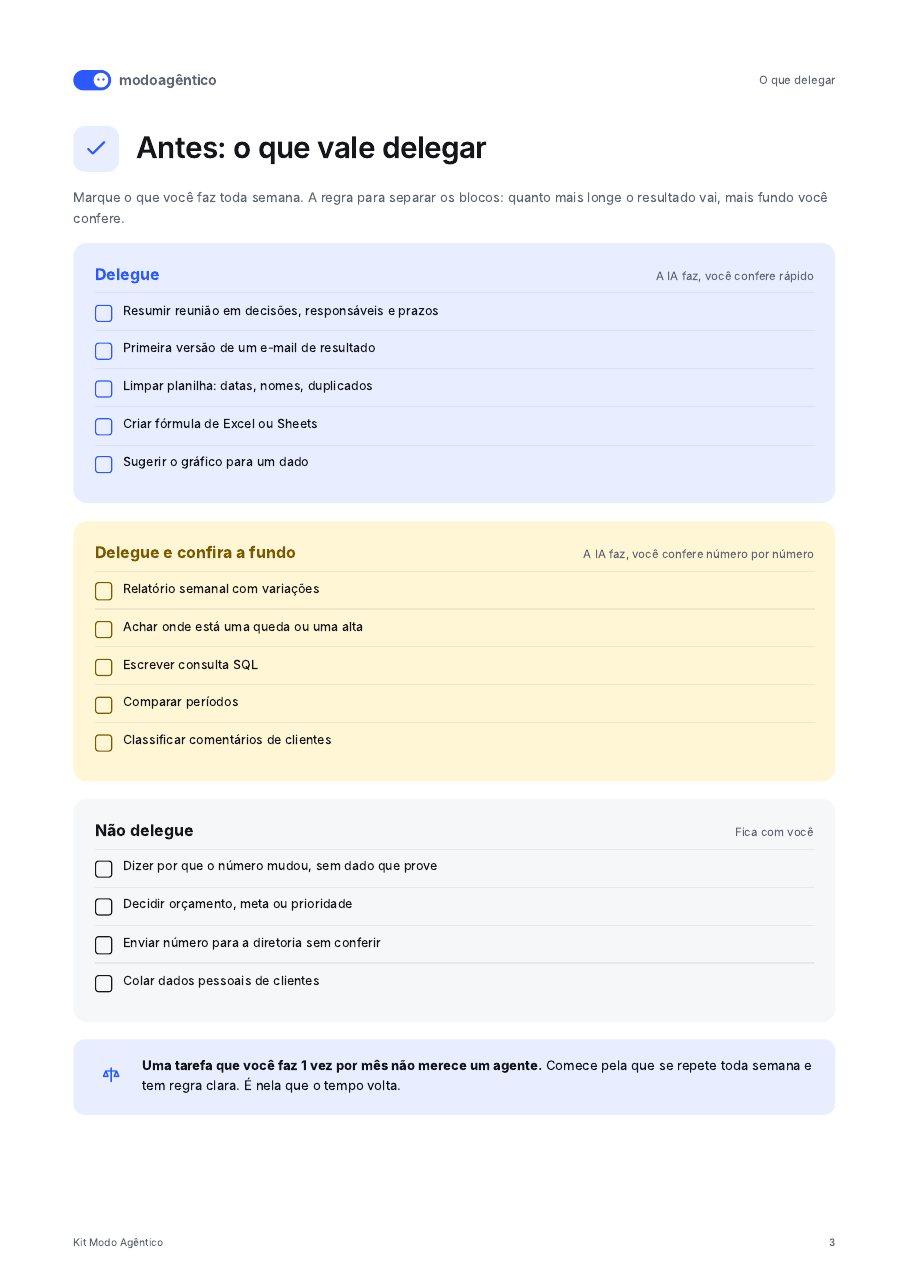 modoagêntico
O que delegar
Antes: o que vale delegar
Marque o que você faz toda semana. A regra para separar os blocos: quanto mais longe o resultado vai, mais fundo você
confere.
Delegue
A IA faz, você confere rápido
Resumir reunião em decisões, responsáveis e prazos
Primeira versão de um e-mail de resultado
Limpar planilha: datas, nomes, duplicados
Criar fórmula de Excel ou Sheets
Sugerir o gráfico para um dado
Delegue e confira a fundo
A IA faz, você confere número por número
Relatório semanal com variações
Achar onde está uma queda ou uma alta
Escrever consulta SQL
Comparar períodos
Classificar comentários de clientes
Não delegue
Fica com você
Dizer por que o número mudou, sem dado que prove
Decidir orçamento, meta ou prioridade
Enviar número para a diretoria sem conferir
Colar dados pessoais de clientes
Uma tarefa que você faz 1 vez por mês não merece um agente. Comece pela que se repete toda semana e
tem regra clara. É nela que o tempo volta.
Kit Modo Agêntico
3